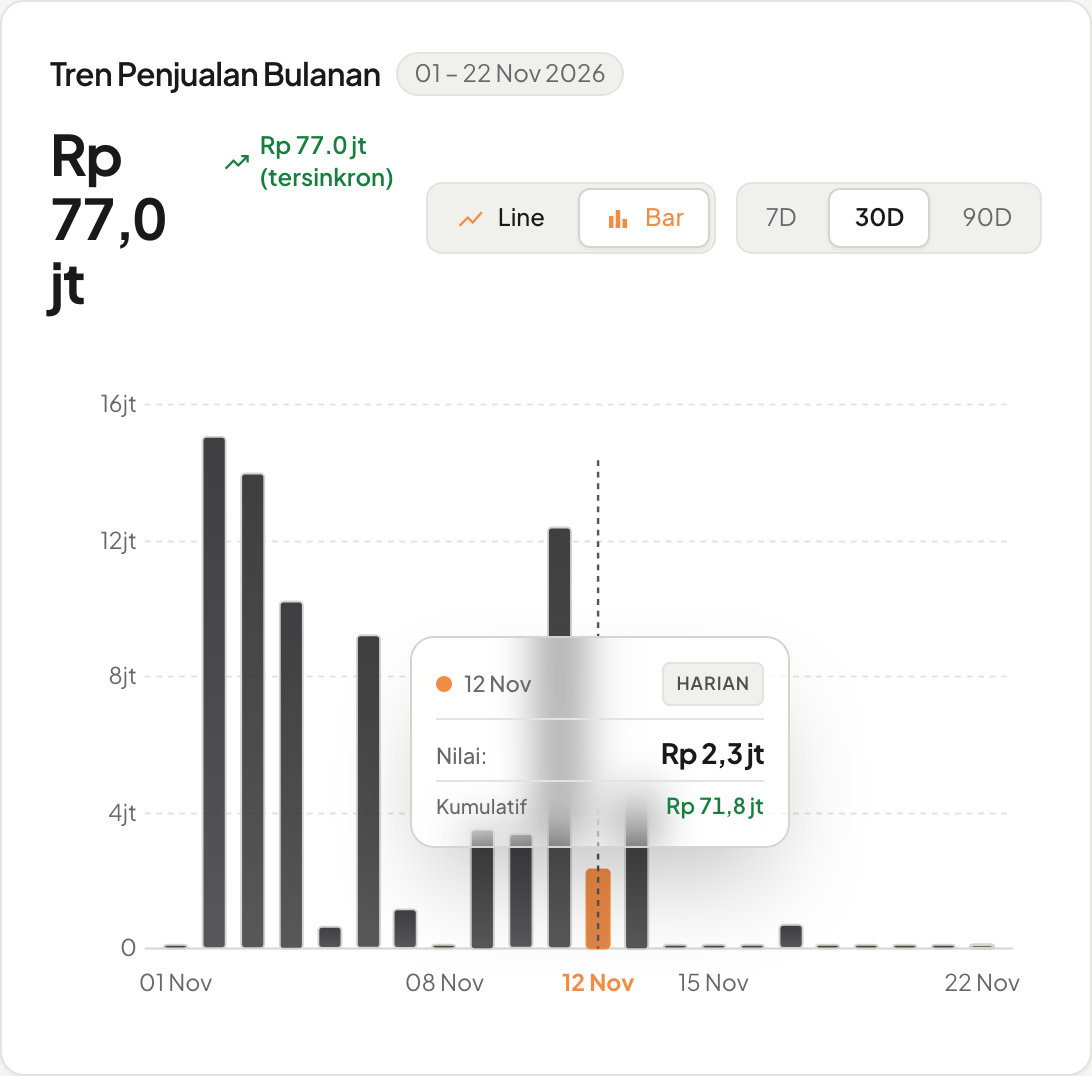 Tren Penjualan Bulanan 01 – 22 Nov 2026
Rp
77,0
jt
Rp 77.0 jt
(tersinkron)
Line Bar 7D 30D 90D
16jt
12jt
8jt
4jt
0
12 Nov HARIAN
Nilai: Rp 2,3 jt
Kumulatif Rp 71,8 jt
01 Nov 08 Nov 12 Nov 15 Nov 22 Nov